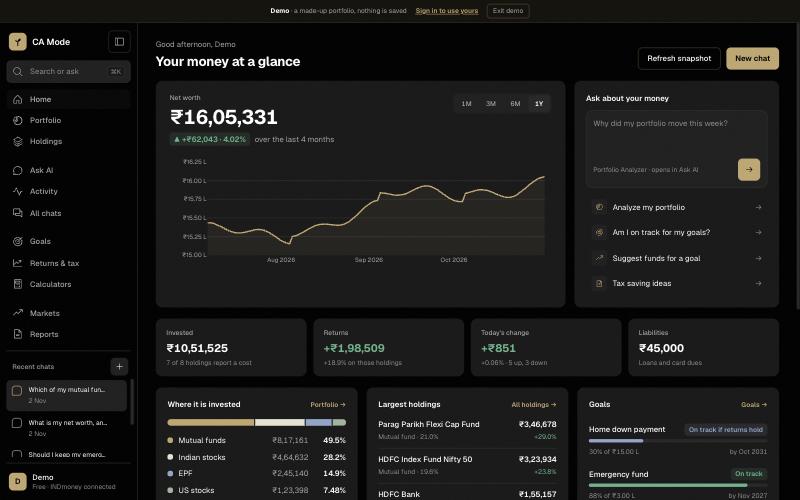 Demo · a made-up portfolio, nothing is saved Sign in to use yours Exit demo
CA Mode
Search or ask ⌘K
Home
Portfolio
Holdings
Ask AI
Activity
All chats
Goals
Returns & tax
Calculators
Markets
Reports
Recent chats +
Which of my mutual fun...
2 Nov
What is my net worth, an...
2 Nov
Should I keep my emerg...
D Demo
Free · INDmoney connected
Good afternoon, Demo
Your money at a glance
Refresh snapshot New chat
Net worth
₹16,05,331
▲ +₹62,043 · 4.02% over the last 4 months
1M 3M 6M 1Y
₹16.25 L
₹16.00 L
₹15.75 L
₹15.50 L
₹15.25 L
₹15.00 L
Aug 2026 Sep 2026 Oct 2026
Ask about your money
Why did my portfolio move this week?
Portfolio Analyzer · opens in Ask AI →
Analyze my portfolio →
Am I on track for my goals? →
Suggest funds for a goal →
Tax saving ideas →
Invested
₹10,51,525
7 of 8 holdings report a cost
Returns
+₹1,98,509
+18.9% on those holdings
Today's change
+₹851
+0.06% · 5 up, 3 down
Liabilities
₹45,000
Loans and card dues
Where it is invested Portfolio →
Mutual funds ₹8,17,161 49.5%
Indian stocks ₹4,64,632 28.2%
EPF ₹2,45,140 14.9%
US stocks ₹1,23,398 7.48%
Largest holdings All holdings →
Parag Parikh Flexi Cap Fund ₹3,46,678
Mutual fund · 21.0% +29.0%
HDFC Index Fund Nifty 50 ₹3,23,934
Mutual fund · 19.6% +23.8%
HDFC Bank ₹1,55,157
Goals Goals →
Home down payment On track if returns hold
30% of ₹15.00 L by Oct 2031
Emergency fund On track
88% of ₹3.00 L by Nov 2027